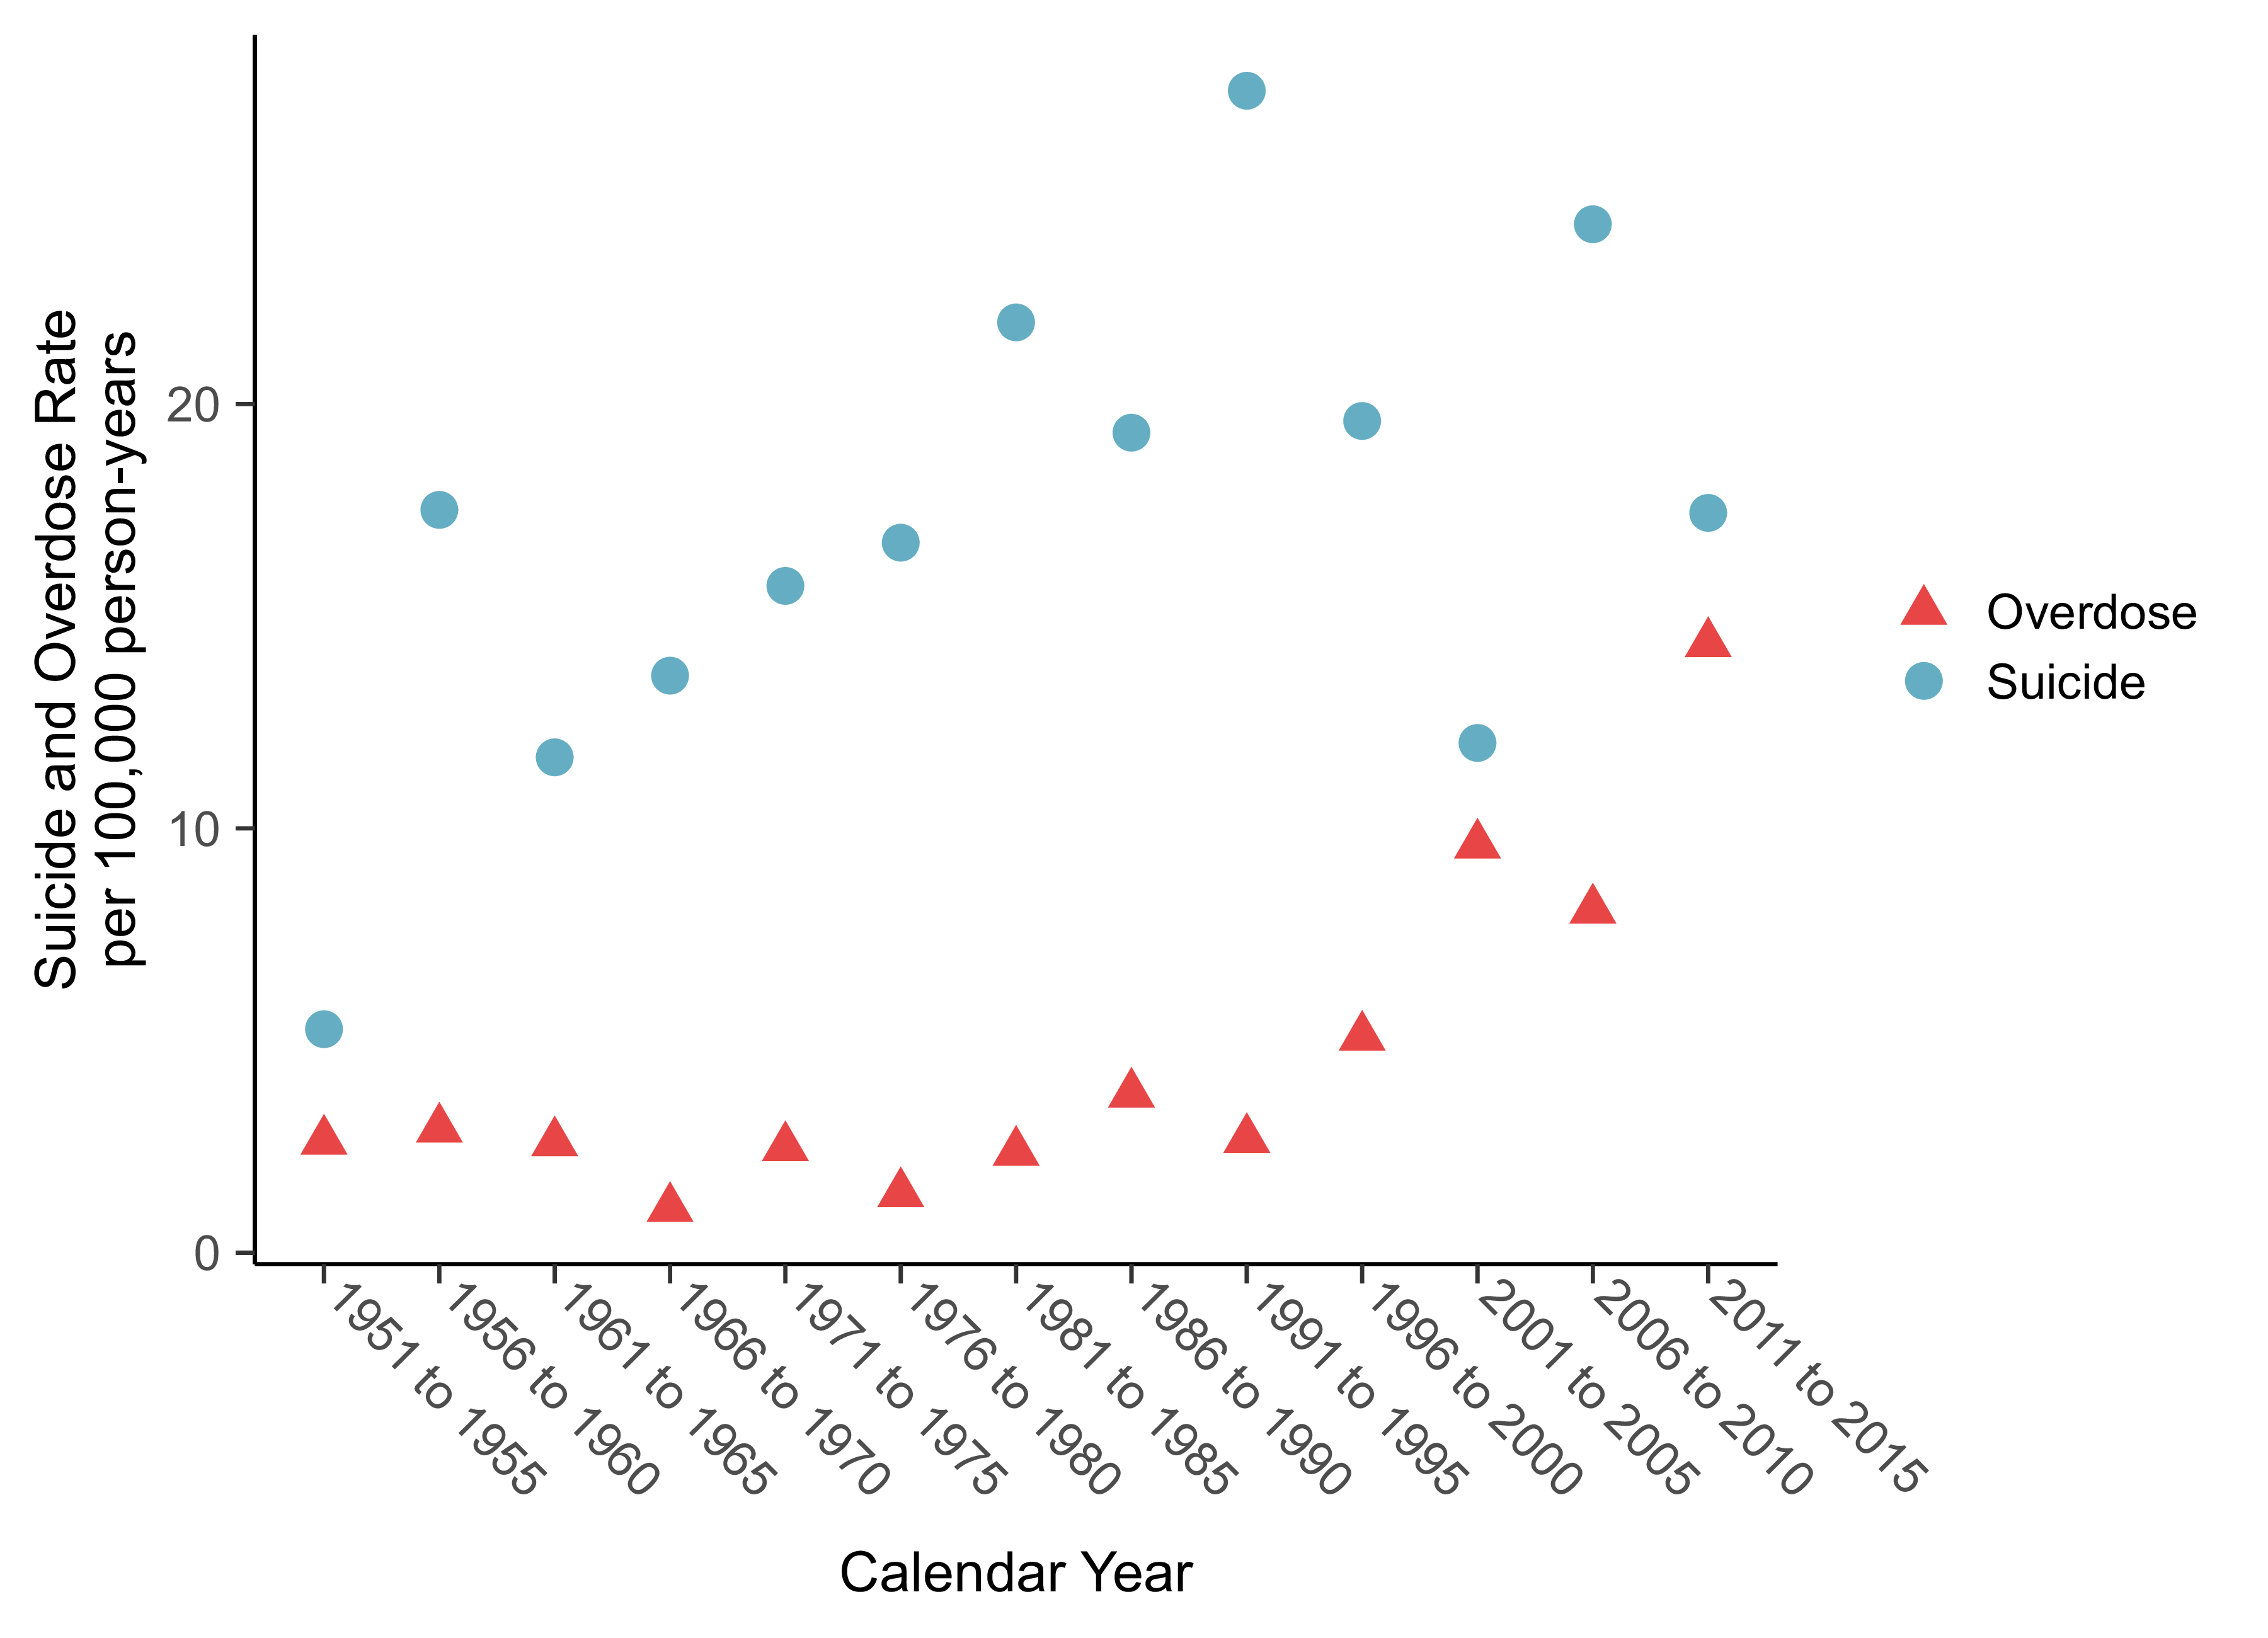 Suicide and Overdose Rate
per 100,000 person-years
20
10
0
1951 to 1955
1956 to 1960
1961 to 1965
1966 to 1970
1971 to 1975
1976 to 1980
1981 to 1985
1986 to 1990
1991 to 1995
1996 to 2000
2001 to 2005
2006 to 2010
2011 to 2015
Calendar Year
Overdose
Suicide